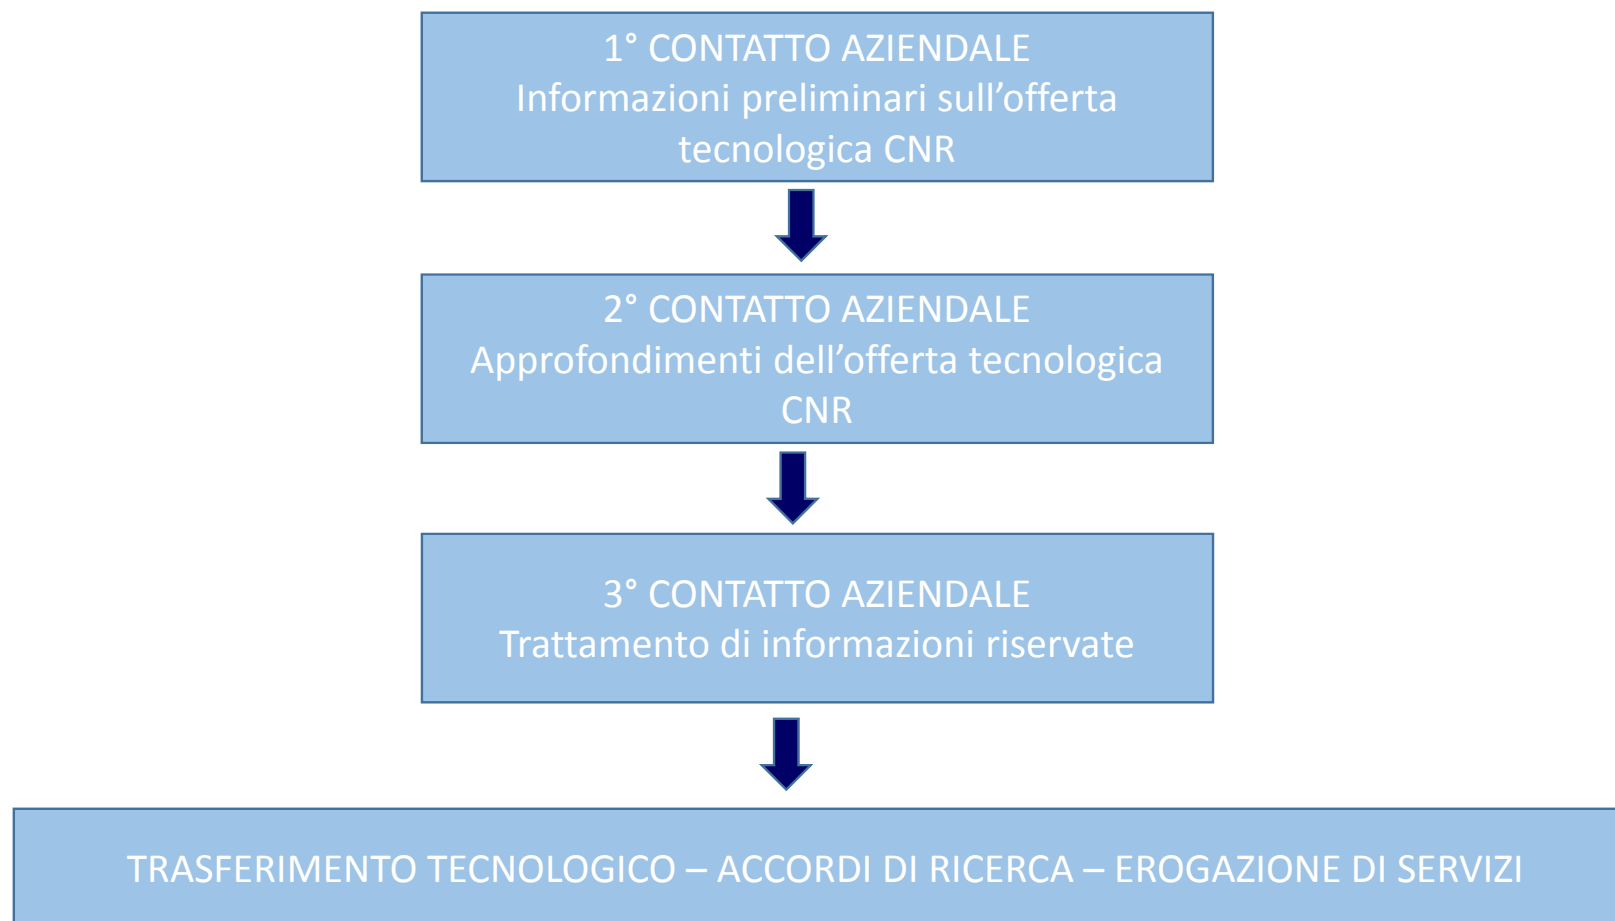 1° CONTATTO AZIENDALE
Informazioni preliminari sull’offerta
tecnologica CNR
2° CONTATTO AZIENDALE
Approfondimenti dell’offerta tecnologica
CNR
3° CONTATTO AZIENDALE
Trattamento di informazioni riservate
TRASFERIMENTO TECNOLOGICO – ACCORDI DI RICERCA – EROGAZIONE DI SERVIZI